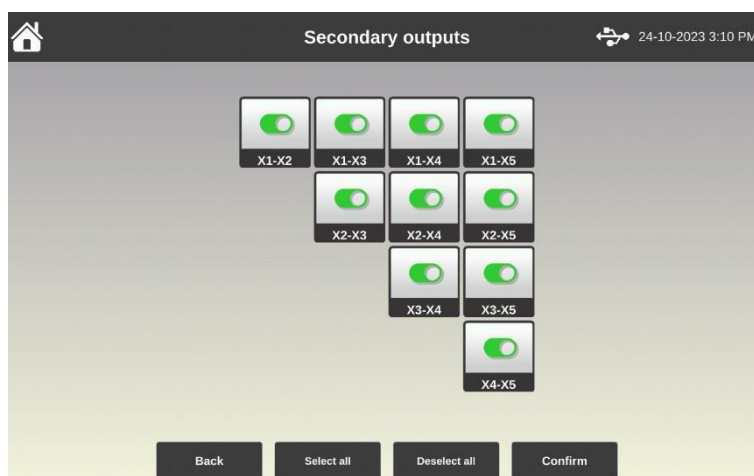 Secondary outputs
24-10-2023 3:10 PM
X1-X2 X1-X3 X1-X4 X1-X5
X2-X3 X2-X4 X2-X5
X3-X4 X3-X5
X4-X5
Back Select all Deselect all Confirm